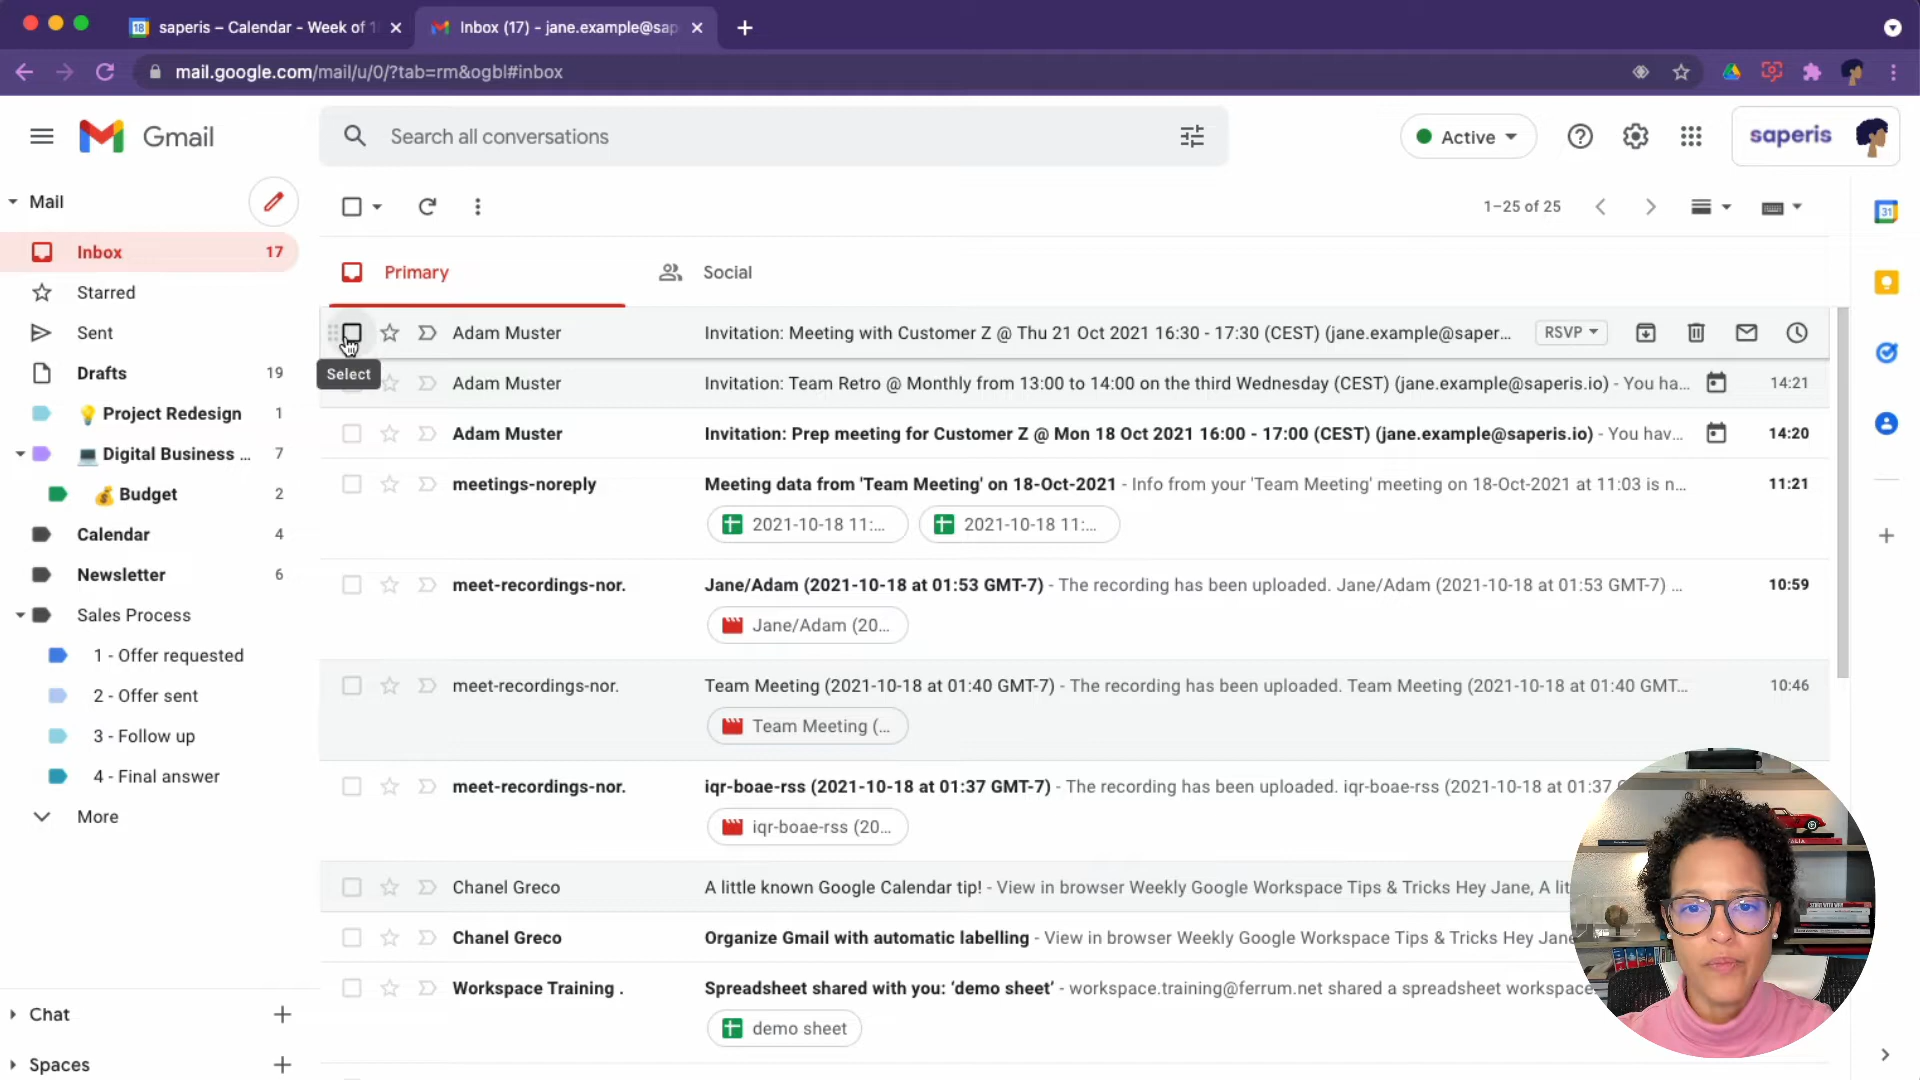 saperis – Calendar - Week of 1
Inbox (17) - jane.example@sap
mail.google.com/mail/u/0/?tab=rm&ogbl#inbox
Gmail
Search all conversations
Active
saperis
Mail
Inbox 17
Starred
Sent
Drafts 19
Project Redesign 1
Digital Business ... 7
Budget 2
Calendar 4
Newsletter 6
Sales Process
1 - Offer requested
2 - Offer sent
3 - Follow up
4 - Final answer
More
Chat
Spaces
1–25 of 25
Primary
Social
Adam Muster Invitation: Meeting with Customer Z @ Thu 21 Oct 2021 16:30 - 17:30 (CEST) (jane.example@saper... RSVP
Select
Adam Muster Invitation: Team Retro @ Monthly from 13:00 to 14:00 on the third Wednesday (CEST) (jane.example@saperis.io) - You ha... 14:21
Adam Muster Invitation: Prep meeting for Customer Z @ Mon 18 Oct 2021 16:00 - 17:00 (CEST) (jane.example@saperis.io) - You hav... 14:20
meetings-noreply Meeting data from 'Team Meeting' on 18-Oct-2021 - Info from your 'Team Meeting' meeting on 18-Oct-2021 at 11:03 is n... 11:21
2021-10-18 11:... 2021-10-18 11:...
meet-recordings-nor. Jane/Adam (2021-10-18 at 01:53 GMT-7) - The recording has been uploaded. Jane/Adam (2021-10-18 at 01:53 GMT-7) ... 10:59
Jane/Adam (20...
meet-recordings-nor. Team Meeting (2021-10-18 at 01:40 GMT-7) - The recording has been uploaded. Team Meeting (2021-10-18 at 01:40 GMT... 10:46
Team Meeting (...
meet-recordings-nor. iqr-boae-rss (2021-10-18 at 01:37 GMT-7) - The recording has been uploaded. iqr-boae-rss (2021-10-18 at 01:37
iqr-boae-rss (20...
Chanel Greco A little known Google Calendar tip! - View in browser Weekly Google Workspace Tips & Tricks Hey Jane, A lit
Chanel Greco Organize Gmail with automatic labelling - View in browser Weekly Google Workspace Tips & Tricks Hey Jane
Workspace Training . Spreadsheet shared with you: ‘demo sheet’ - workspace.training@ferrum.net shared a spreadsheet workspace
demo sheet